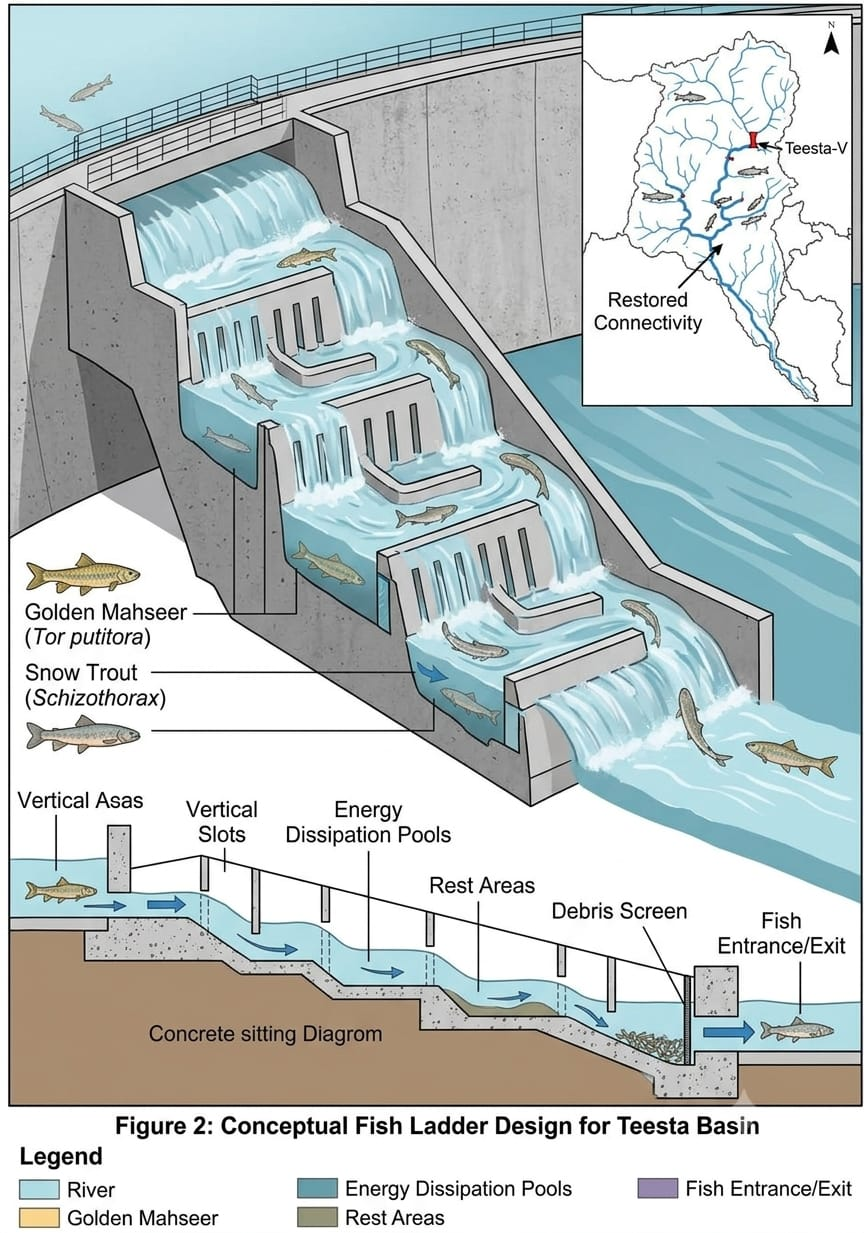 N
Teesta-V
Restored
Connectivity
Golden Mahseer
(Tor putitora)
Snow Trout
(Schizothorax)
Vertical Asas
Vertical
Slots
Energy
Dissipation Pools
Rest Areas
Debris Screen
Fish
Entrance/Exit
Concrete sitting Diagrom
Figure 2: Conceptual Fish Ladder Design for Teesta Basin
Legend
River
Energy Dissipation Pools
Fish Entrance/Exit
Golden Mahseer
Rest Areas